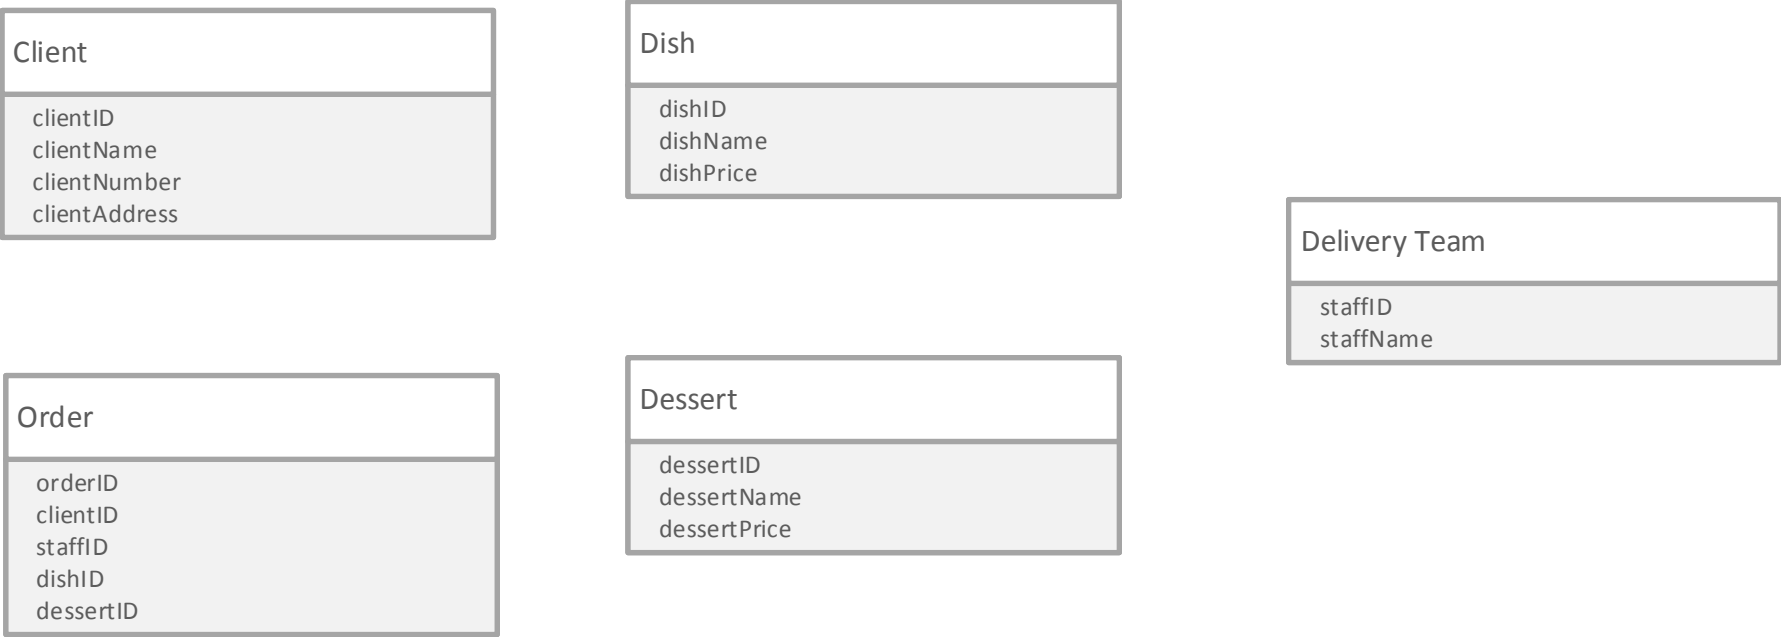 Client
clientID
clientName
clientNumber
clientAddress
Dish
dishID
dishName
dishPrice
Delivery Team
staffID
staffName
Order
orderID
clientID
staffID
dishID
dessertID
Dessert
dessertID
dessertName
dessertPrice